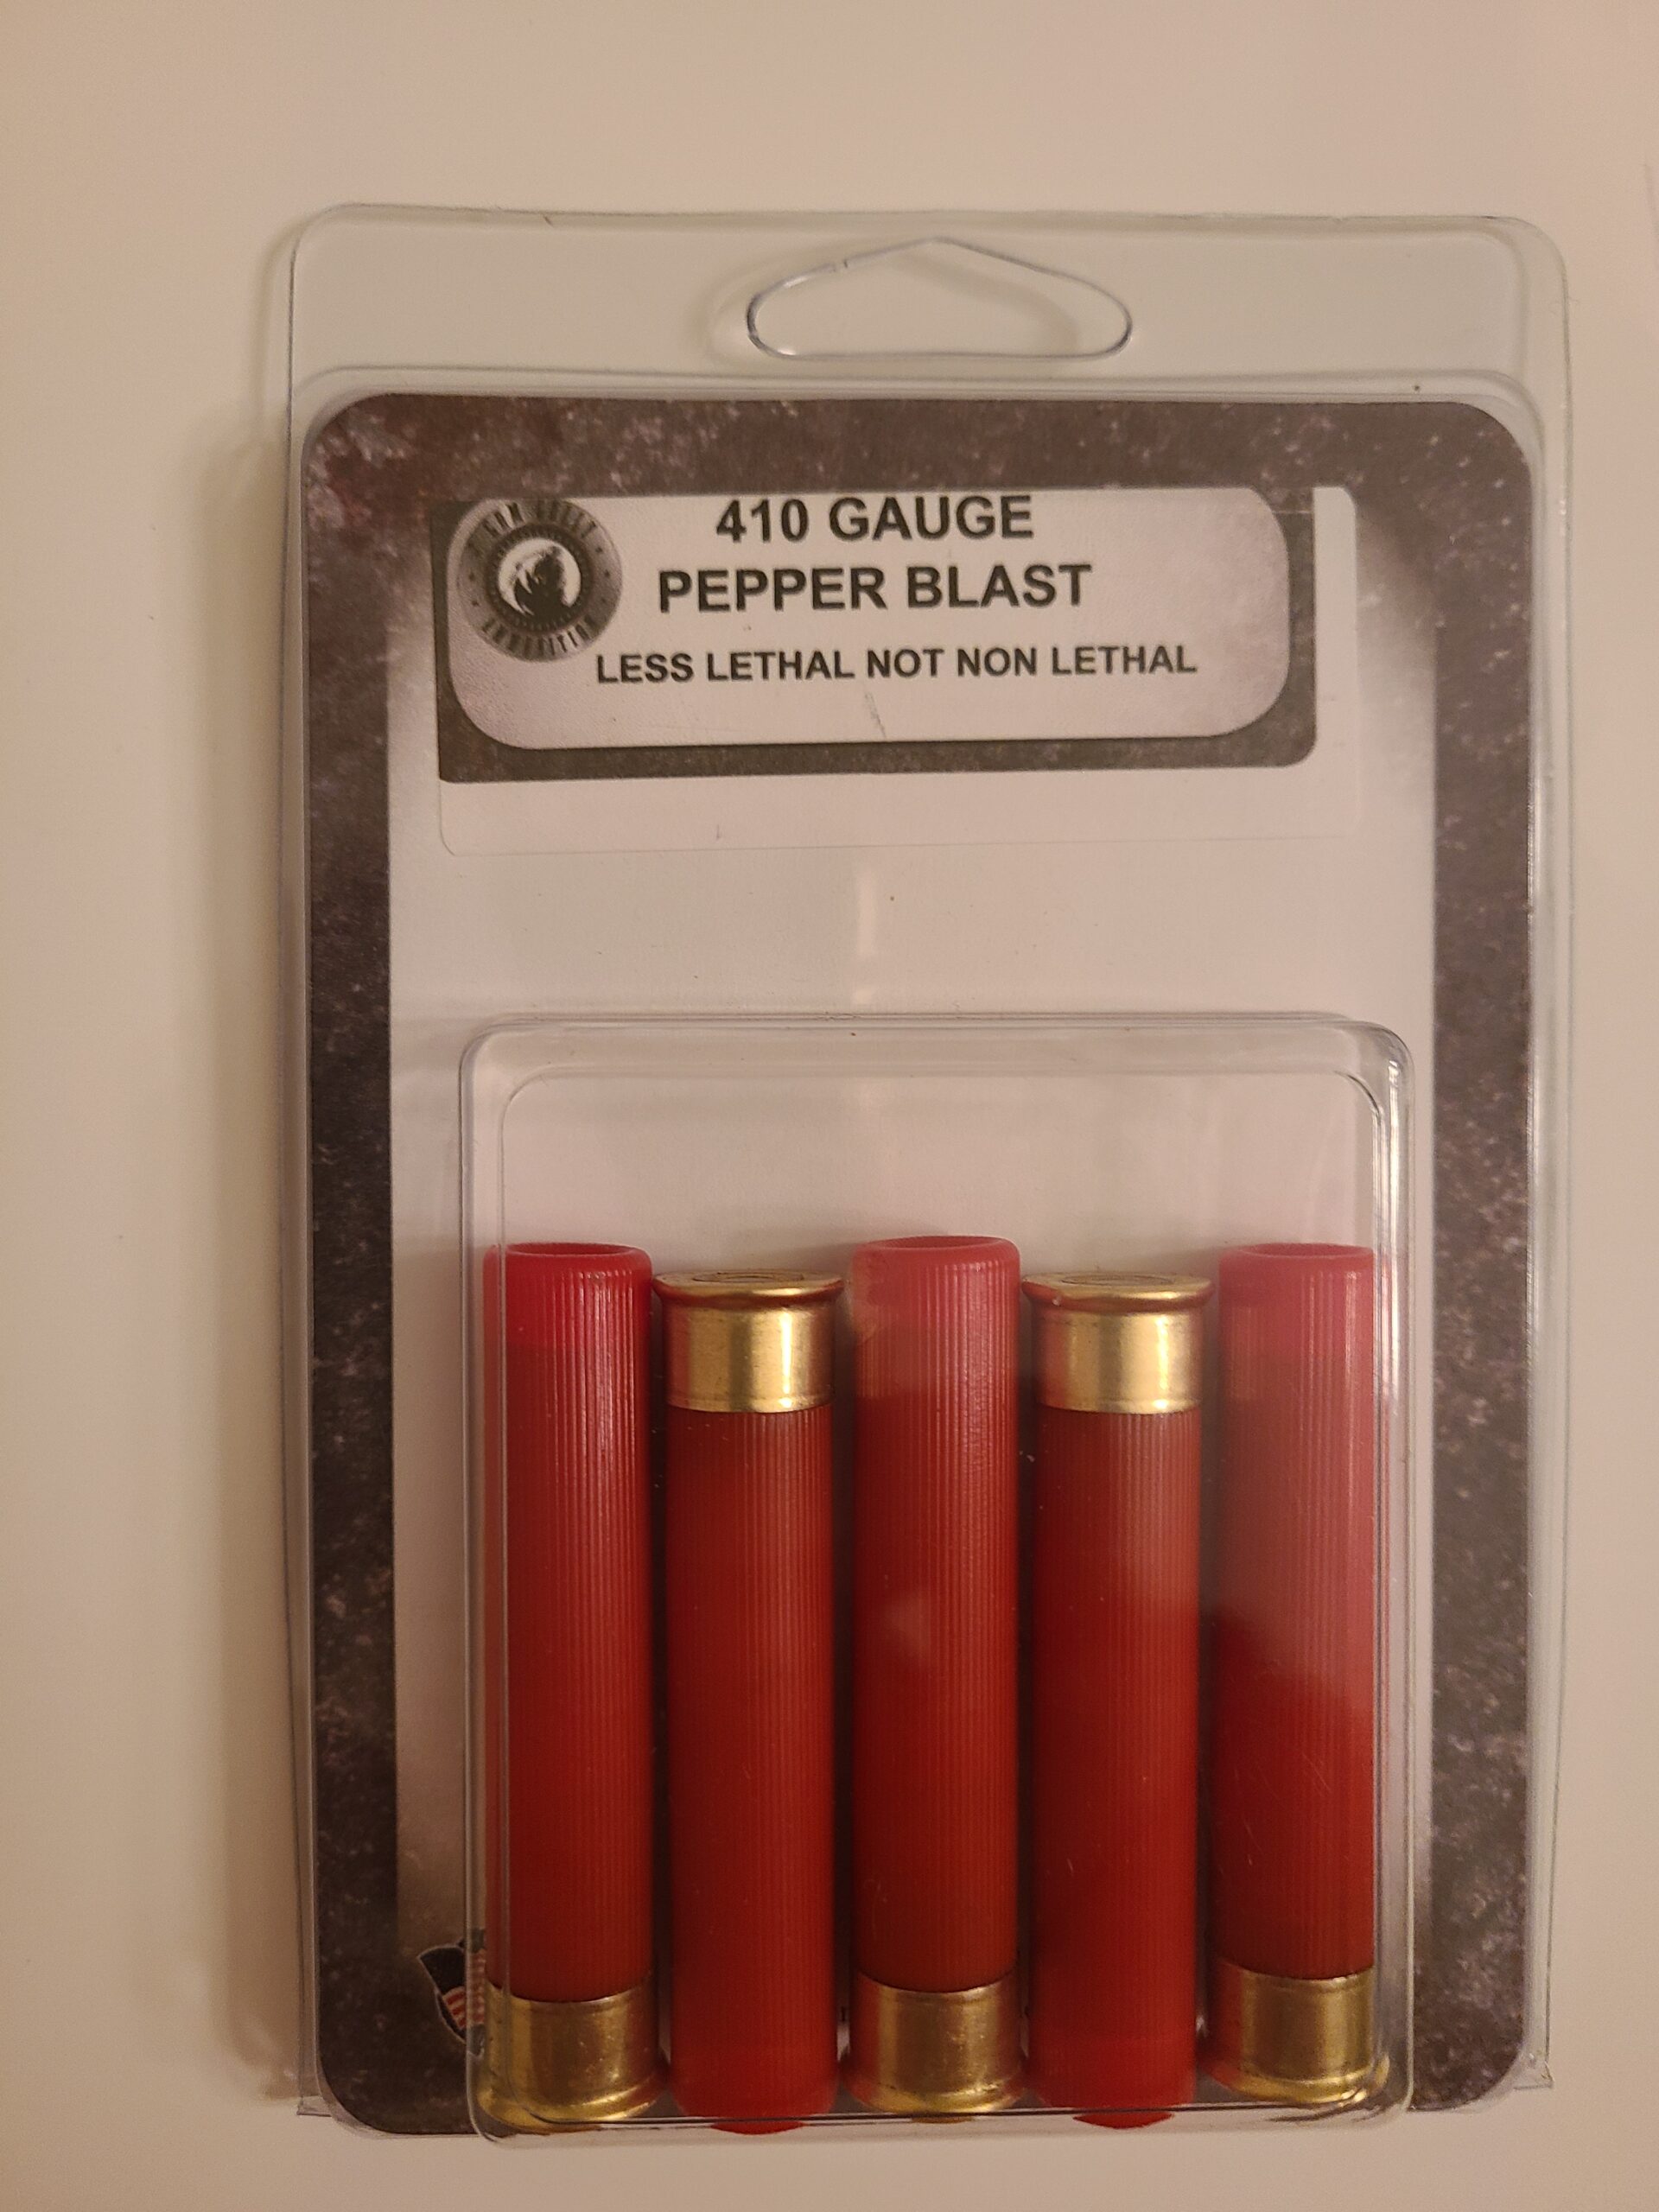 410 GAUGE
PEPPER BLAST
LESS LETHAL NOT NON LETHAL